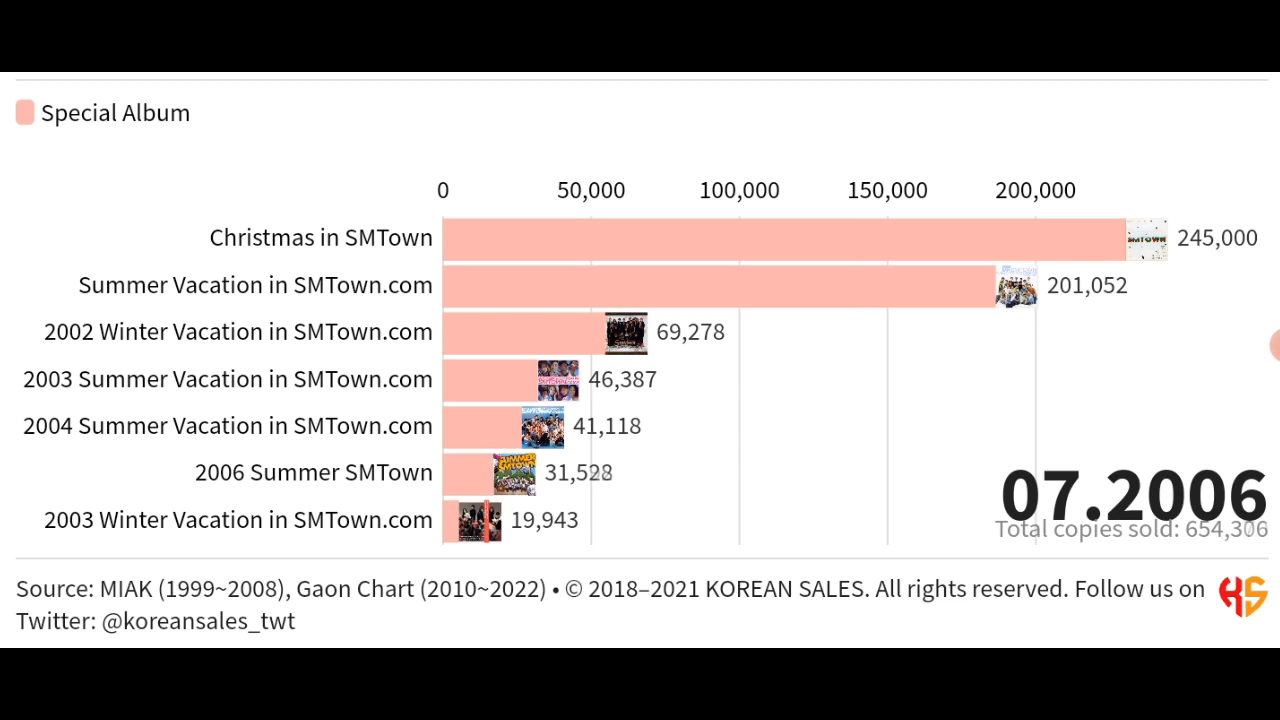 Special Album
0 50,000 100,000 150,000 200,000
Christmas in SMTown 245,000
Summer Vacation in SMTown.com 201,052
2002 Winter Vacation in SMTown.com 69,278
2003 Summer Vacation in SMTown.com 46,387
2004 Summer Vacation in SMTown.com 41,118
2006 Summer SMTown 31,528
2003 Winter Vacation in SMTown.com 19,943
07.2006
Total copies sold: 654,306
Source: MIAK (1999~2008), Gaon Chart (2010~2022) • © 2018–2021 KOREAN SALES. All rights reserved. Follow us on
Twitter: @koreansales_twt
KS